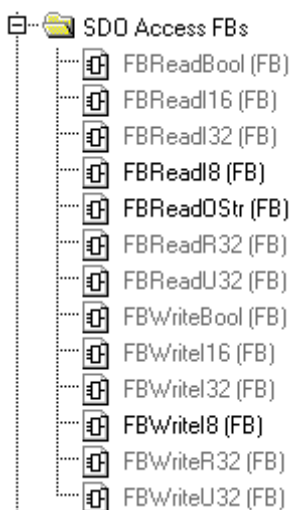 SDO Access FBs
FBReadBool (FB)
FBReadI16 (FB)
FBReadI32 (FB)
FBReadI8 (FB)
FBReadOStr (FB)
FBReadR32 (FB)
FBReadU32 (FB)
FBWriteBool (FB)
FBWriteI16 (FB)
FBWriteI32 (FB)
FBWriteI8 (FB)
FBWriteR32 (FB)
FBWriteU32 (FB)